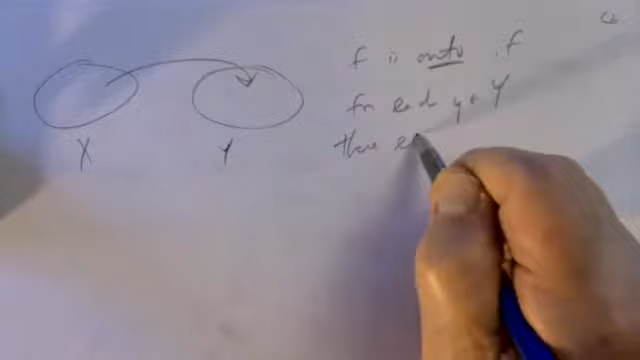 f is onto if
for each y ∈ Y
there e
X
Y